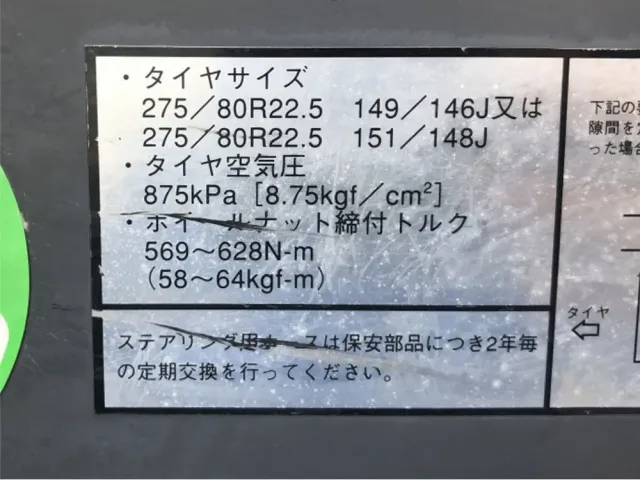 ・タイヤサイズ
275／80R22.5　149／146J又は
275／80R22.5　151／148J
・タイヤ空気圧
875kPa［8.75kgf／cm²］
・ホイールナット締付トルク
569〜628N-m
（58〜64kgf-m）
ステアリング用ホースは保安部品につき2年毎
の定期交換を行ってください。
下記の
隙間を
った場合
タイヤ